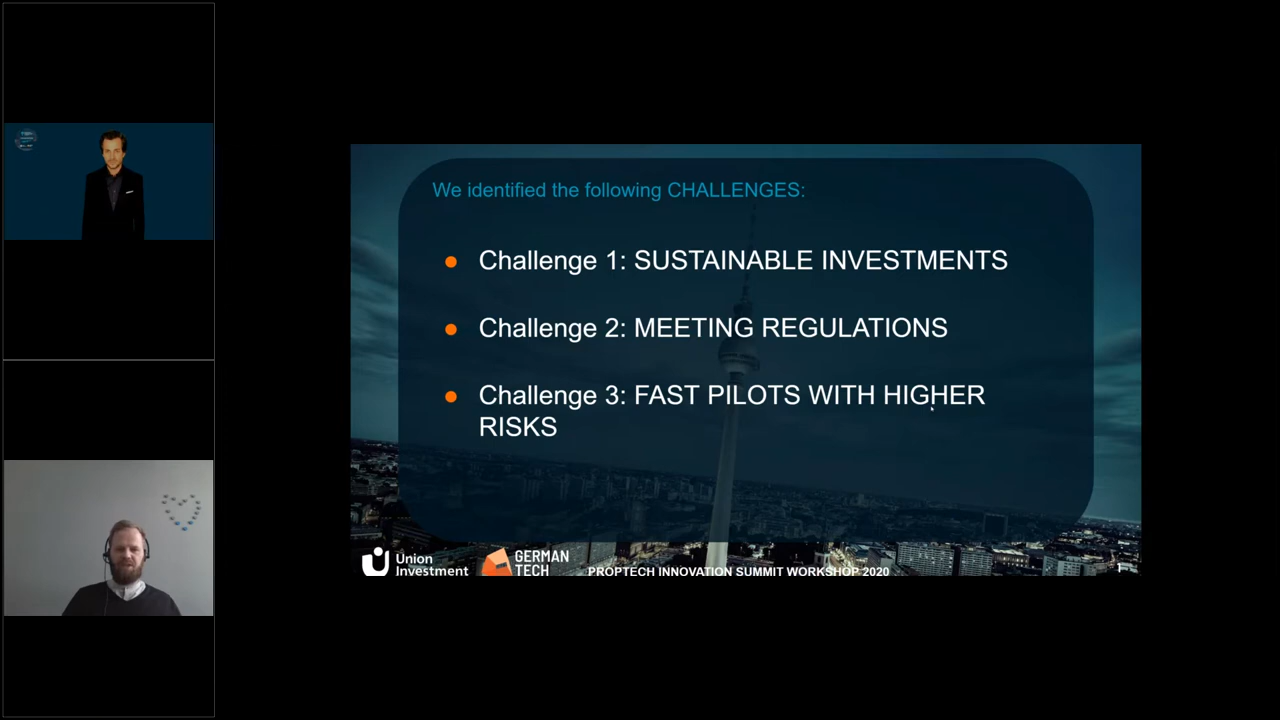 We identified the following CHALLENGES:
● Challenge 1: SUSTAINABLE INVESTMENTS
● Challenge 2: MEETING REGULATIONS
● Challenge 3: FAST PILOTS WITH HIGHER
RISKS
Union
Investment
GERMAN
TECH
PROPTECH INNOVATION SUMMIT WORKSHOP 2020